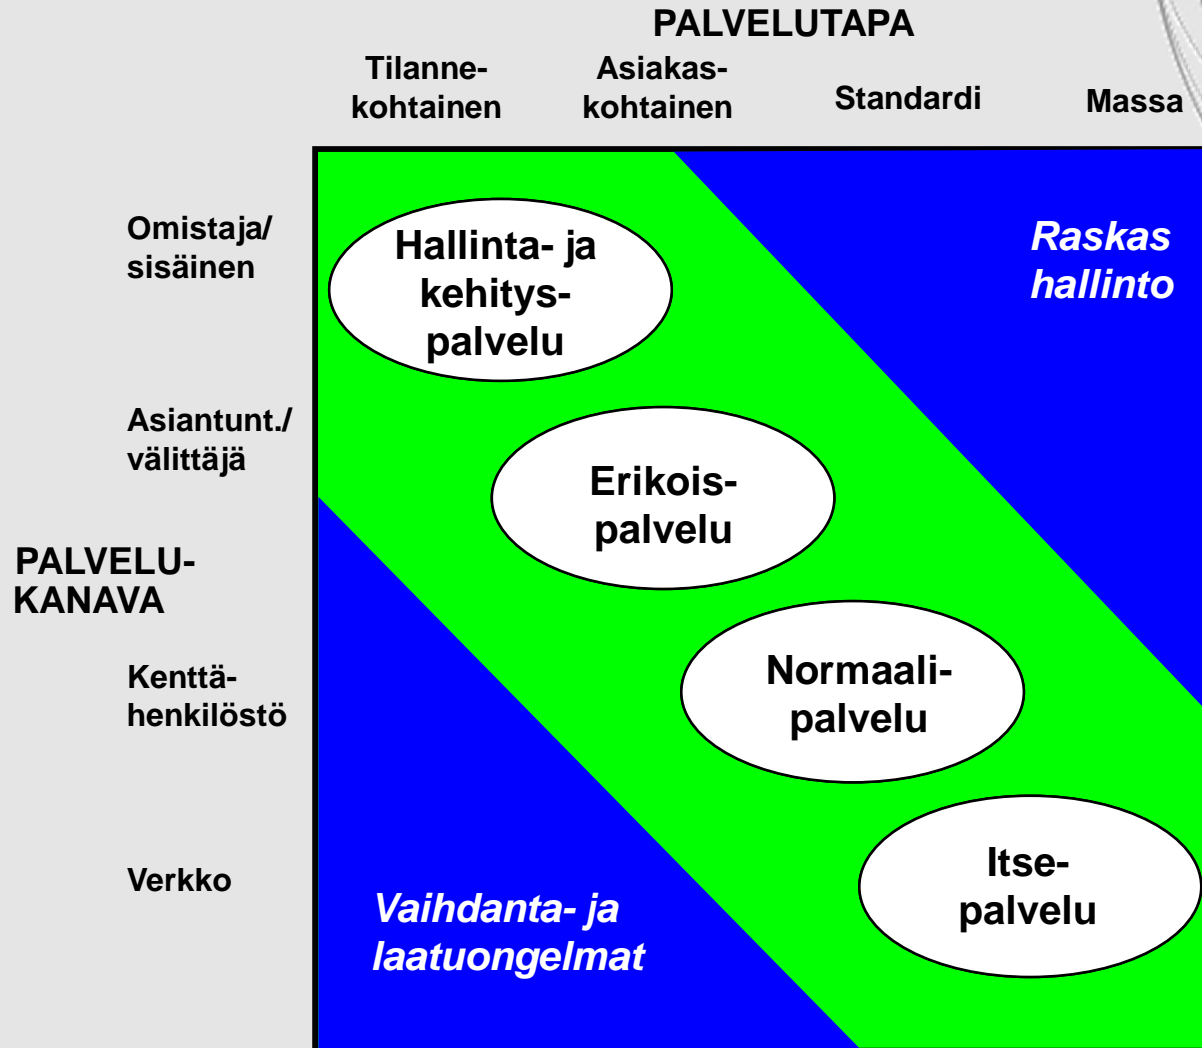 PALVELUTAPA
Tilanne-
kohtainen
Asiakas-
kohtainen
Standardi
Massa
Omistaja/
sisäinen
Hallinta- ja
kehitys-
palvelu
Raskas
hallinto
Asiantunt./
välittäjä
Erikois-
palvelu
PALVELU-
KANAVA
Kenttä-
henkilöstö
Normaali-
palvelu
Verkko
Vaihdanta- ja
laatuongelmat
Itse-
palvelu